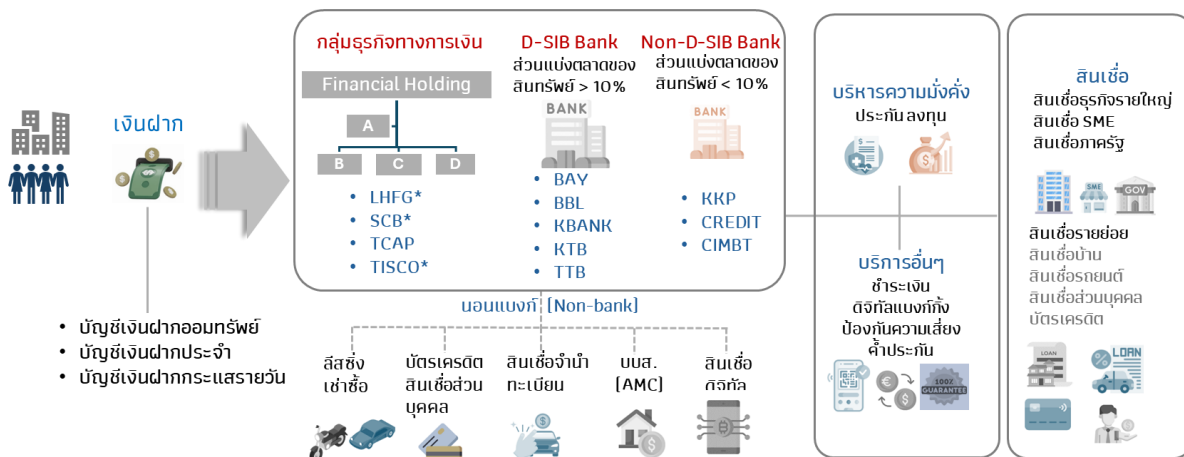 เงินฝาก
• บัญชีเงินฝากออมทรัพย์
• บัญชีเงินฝากประจำ
• บัญชีเงินฝากกระแสรายวัน
กลุ่มธุรกิจทางการเงิน
Financial Holding
A
B C D
• LHFG*
• SCB*
• TCAP
• TISCO*
D-SIB Bank
ส่วนแบ่งตลาดของ
สินทรัพย์ > 10%
BANK
• BAY
• BBL
• KBANK
• KTB
• TTB
Non-D-SIB Bank
ส่วนแบ่งตลาดของ
สินทรัพย์ < 10%
BANK
• KKP
• CREDIT
• CIMBT
นอนแบงก์ (Non-bank)
ลีสซิ่ง
เช่าซื้อ
บัตรเครดิต
สินเชื่อส่วน
บุคคล
สินเชื่อจำนำ
ทะเบียน
บบส.
(AMC)
สินเชื่อ
ดิจิทัล
บริหารความมั่งคั่ง
ประกัน ลงทุน
บริการอื่นๆ
ชำระเงิน
ดิจิทัลแบงก์กิ้ง
ป้องกันความเสี่ยง
ค้ำประกัน
100%
GUARANTEE
สินเชื่อ
สินเชื่อธุรกิจรายใหญ่
สินเชื่อ SME
สินเชื่อภาครัฐ
SME
GOV
สินเชื่อรายย่อย
สินเชื่อบ้าน
สินเชื่อรถยนต์
สินเชื่อส่วนบุคคล
บัตรเครดิต
LOAN
LOAN